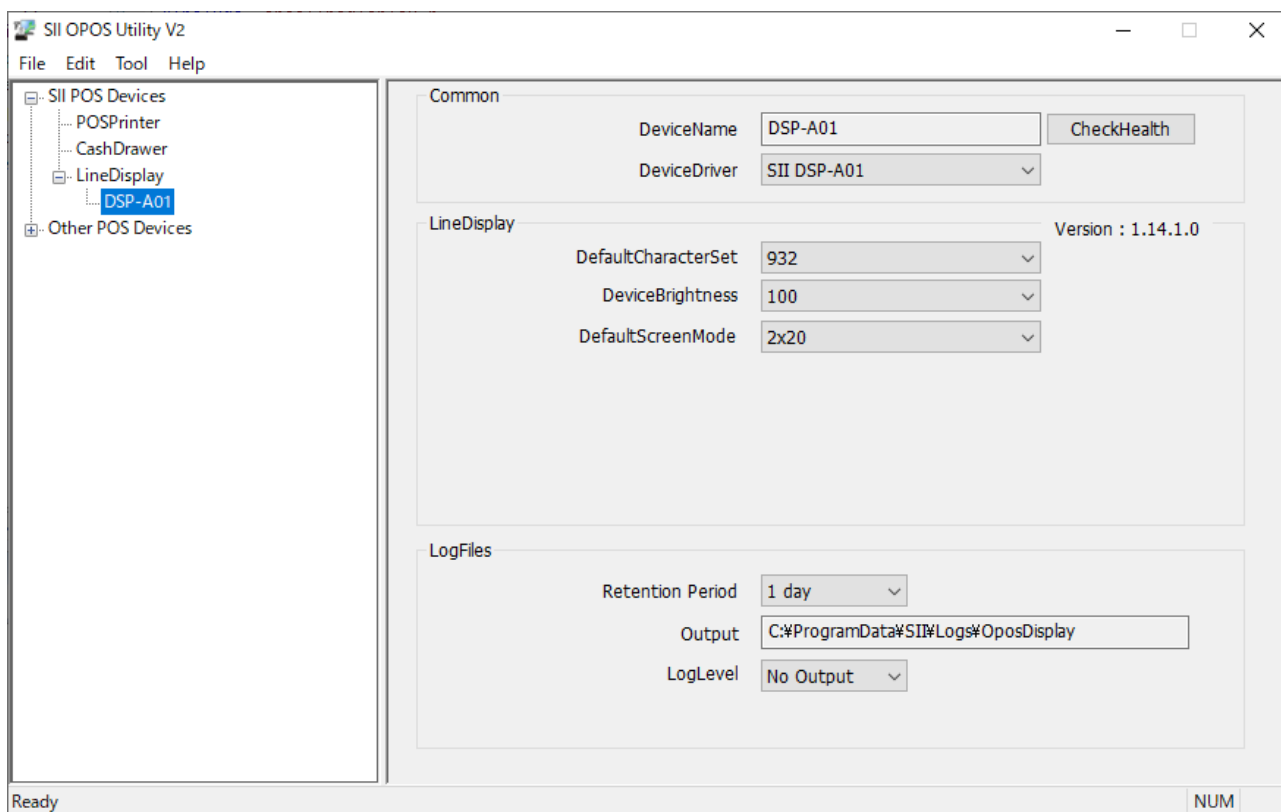 SII OPOS Utility V2
File Edit Tool Help
SII POS Devices
POSPrinter
CashDrawer
LineDisplay
DSP-A01
Other POS Devices
Common
DeviceName DSP-A01 CheckHealth
DeviceDriver SII DSP-A01
LineDisplay
Version : 1.14.1.0
DefaultCharacterSet 932
DeviceBrightness 100
DefaultScreenMode 2x20
LogFiles
Retention Period 1 day
Output C:¥ProgramData¥SII¥Logs¥OposDisplay
LogLevel No Output
Ready NUM